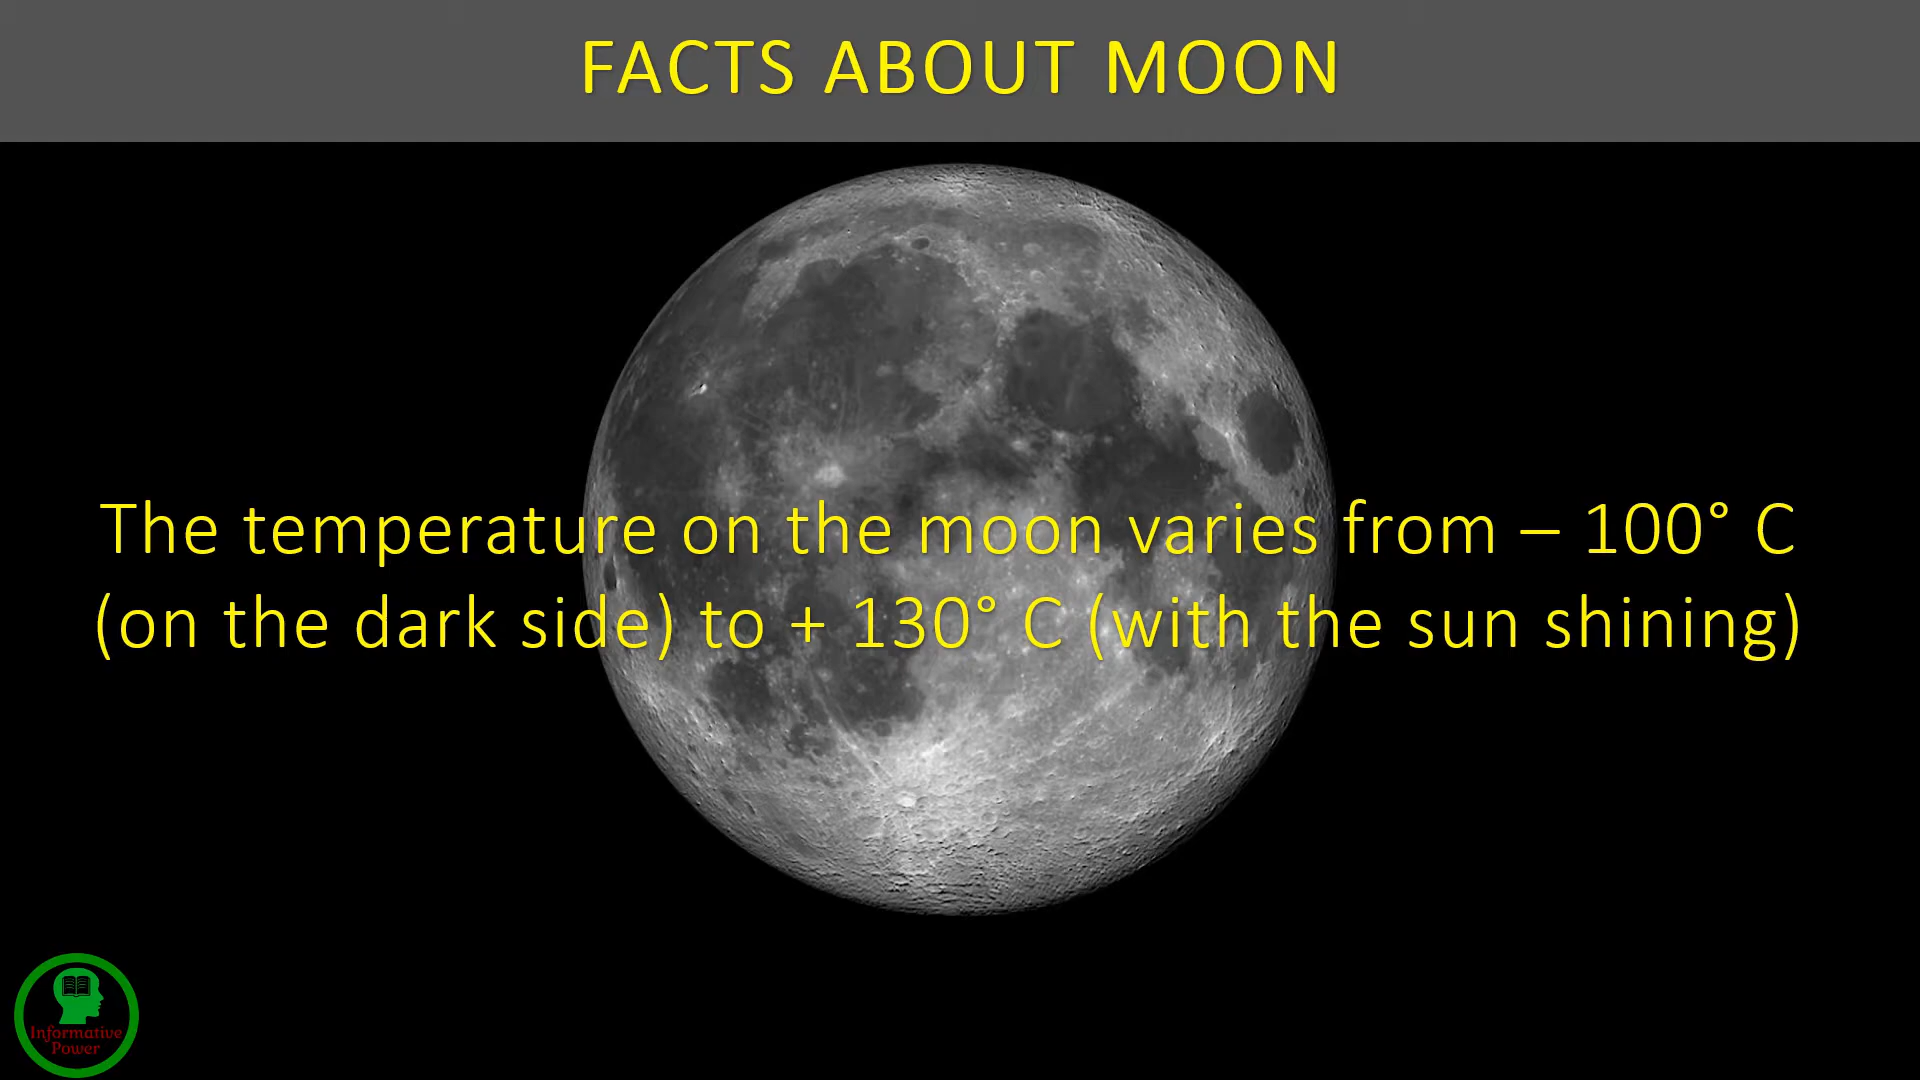 FACTS ABOUT MOON
The temperature on the moon varies from – 100° C
(on the dark side) to + 130° C (with the sun shining)
Informative
Power